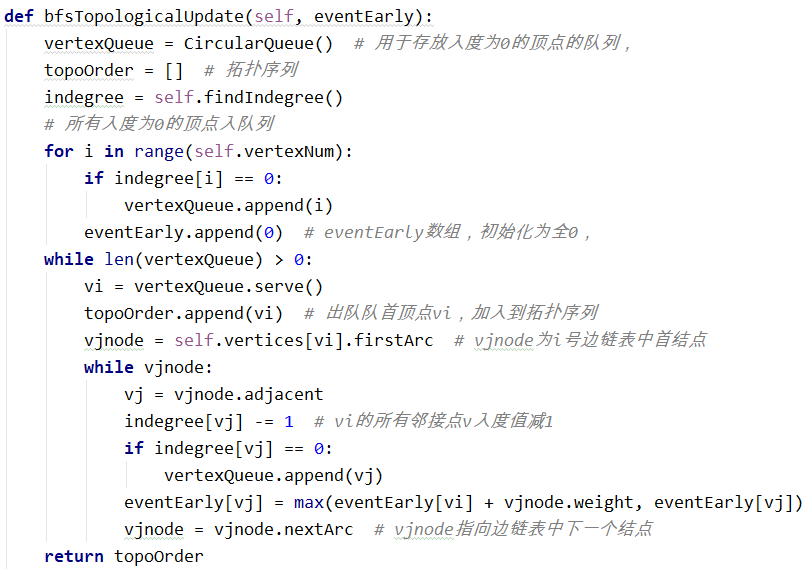 def bfsTopologicalUpdate(self, eventEarly):
    vertexQueue = CircularQueue()  # 用于存放入度为0的顶点的队列，
    topoOrder = []  # 拓扑序列
    indegree = self.findIndegree()
    # 所有入度为0的顶点入队列
    for i in range(self.vertexNum):
        if indegree[i] == 0:
            vertexQueue.append(i)
        eventEarly.append(0)  # eventEarly数组，初始化为全0，
    while len(vertexQueue) > 0:
        vi = vertexQueue.serve()
        topoOrder.append(vi)  # 出队队首顶点vi，加入到拓扑序列
        vjnode = self.vertices[vi].firstArc  # vjnode为i号边链表中首结点
        while vjnode:
            vj = vjnode.adjacent
            indegree[vj] -= 1  # vi的所有邻接点v入度值减1
            if indegree[vj] == 0:
                vertexQueue.append(vj)
            eventEarly[vj] = max(eventEarly[vi] + vjnode.weight, eventEarly[vj])
            vjnode = vjnode.nextArc  # vjnode指向边链表中下一个结点
    return topoOrder